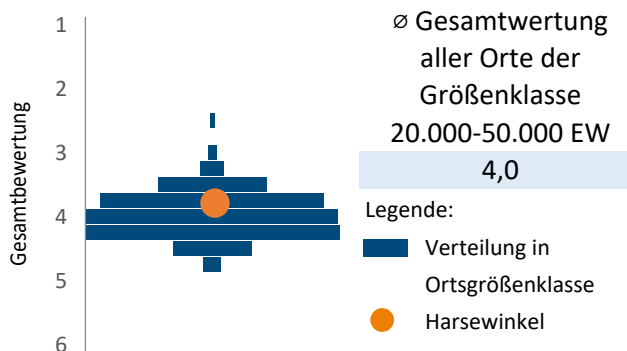 Gesamtbewertung
1
2
3
4
5
6
⌀ Gesamtwertung
aller Orte der
Größenklasse
20.000-50.000 EW
4,0
Legende:
Verteilung in
Ortsgrößenklasse
Harsewinkel